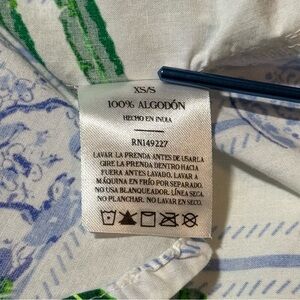 XS/S
100% ALGODÓN
HECHO EN INDIA
RN149227
LAVAR LA PRENDA ANTES DE USARLA
GIRE LA PRENDA DENTRO HACIA
FUERA ANTES LAVADO. LAVAR A
MÁQUINA EN FRÍO POR SEPARADO.
NO USA BLANQUEADOR. LÍNEA SECA.
NO PLANCHAR. NO LAVAR EN SECO.